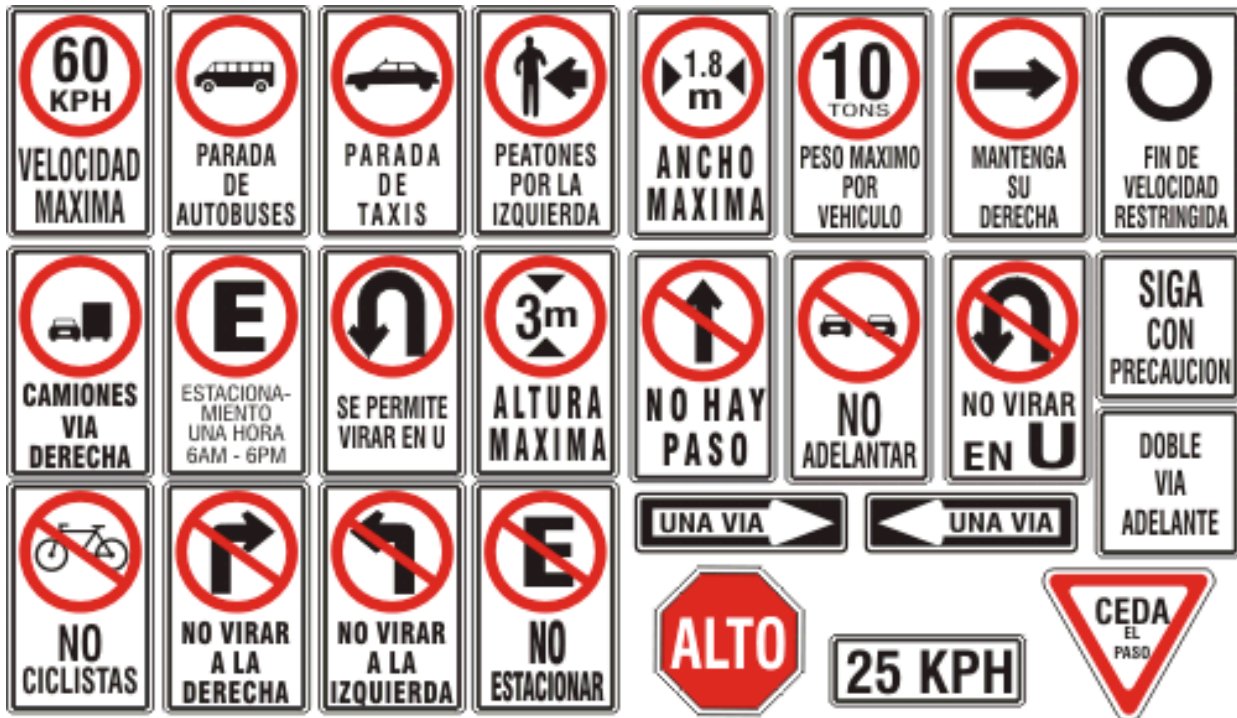 60
KPH
VELOCIDAD
MAXIMA
PARADA
DE
AUTOBUSES
PARADA
DE
TAXIS
PEATONES
POR LA
IZQUIERDA
1.8
m
ANCHO
MAXIMA
10
TONS
PESO MAXIMO
POR
VEHICULO
MANTENGA
SU
DERECHA
FIN DE
VELOCIDAD
RESTRINGIDA
CAMIONES
VIA
DERECHA
E
ESTACIONA-
MIENTO
UNA HORA
6AM - 6PM
SE PERMITE
VIRAR EN U
3m
ALTURA
MAXIMA
NO HAY
PASO
NO
ADELANTAR
NO VIRAR
EN U
SIGA
CON
PRECAUCION
DOBLE
VIA
ADELANTE
NO
CICLISTAS
NO VIRAR
A LA
DERECHA
NO VIRAR
A LA
IZQUIERDA
E
NO
ESTACIONAR
UNA VIA
UNA VIA
ALTO
25 KPH
CEDA
EL
PASO